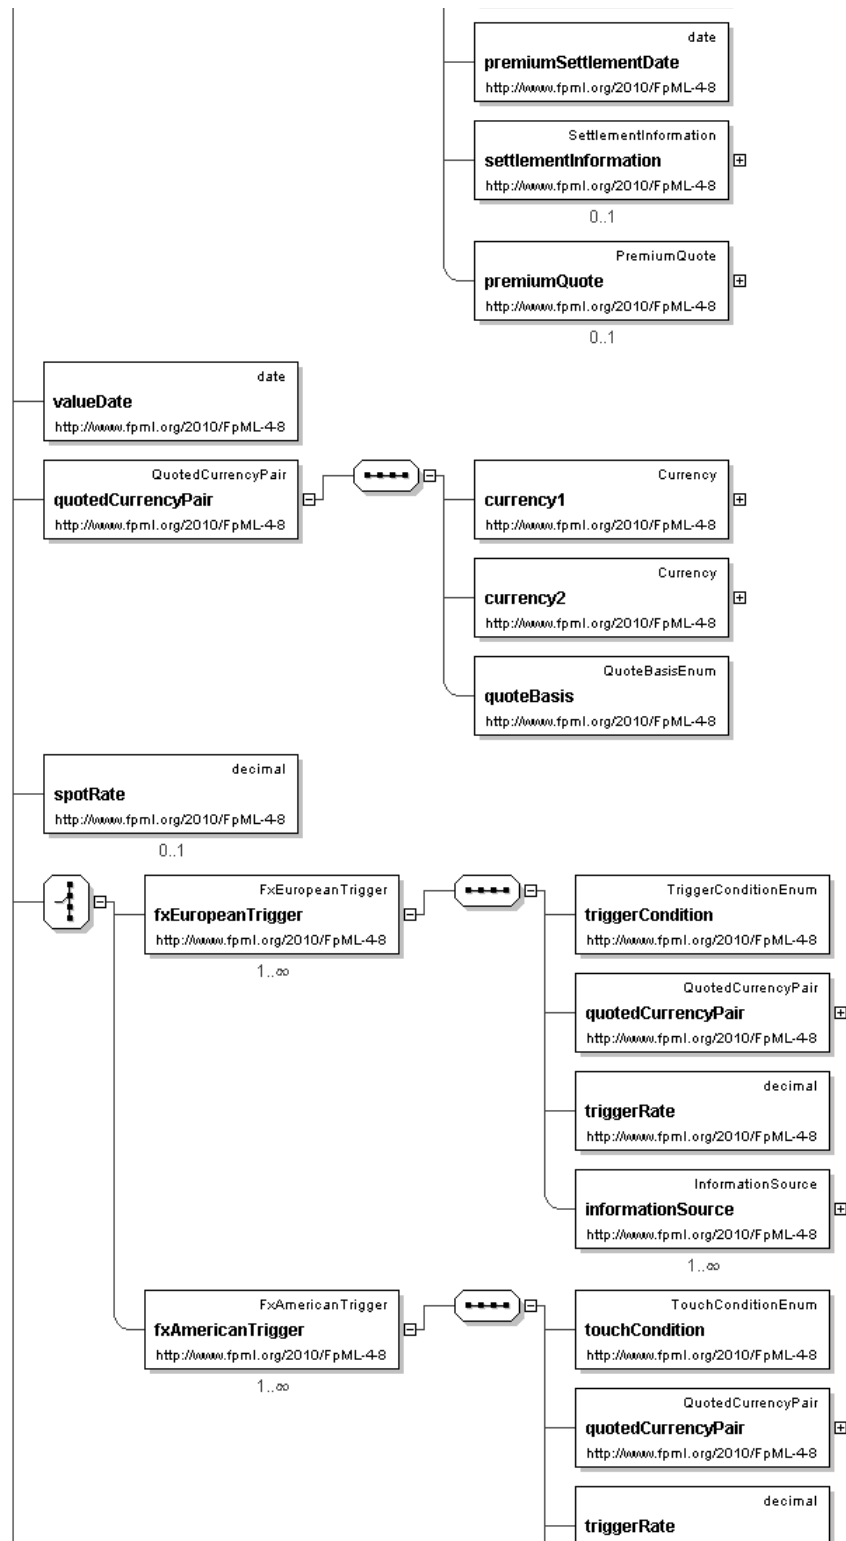 date
premiumSettlementDate
http://www.fpml.org/2010/FpML-4-8
SettlementInformation
settlementInformation
http://www.fpml.org/2010/FpML-4-8
0..1
PremiumQuote
premiumQuote
http://www.fpml.org/2010/FpML-4-8
0..1
date
valueDate
http://www.fpml.org/2010/FpML-4-8
QuotedCurrencyPair
quotedCurrencyPair
http://www.fpml.org/2010/FpML-4-8
Currency
currency1
http://www.fpml.org/2010/FpML-4-8
Currency
currency2
http://www.fpml.org/2010/FpML-4-8
QuoteBasisEnum
quoteBasis
http://www.fpml.org/2010/FpML-4-8
decimal
spotRate
http://www.fpml.org/2010/FpML-4-8
0..1
FxEuropeanTrigger
fxEuropeanTrigger
http://www.fpml.org/2010/FpML-4-8
1..∞
TriggerConditionEnum
triggerCondition
http://www.fpml.org/2010/FpML-4-8
QuotedCurrencyPair
quotedCurrencyPair
http://www.fpml.org/2010/FpML-4-8
decimal
triggerRate
http://www.fpml.org/2010/FpML-4-8
InformationSource
informationSource
http://www.fpml.org/2010/FpML-4-8
1..∞
FxAmericanTrigger
fxAmericanTrigger
http://www.fpml.org/2010/FpML-4-8
1..∞
TouchConditionEnum
touchCondition
http://www.fpml.org/2010/FpML-4-8
QuotedCurrencyPair
quotedCurrencyPair
http://www.fpml.org/2010/FpML-4-8
decimal
triggerRate